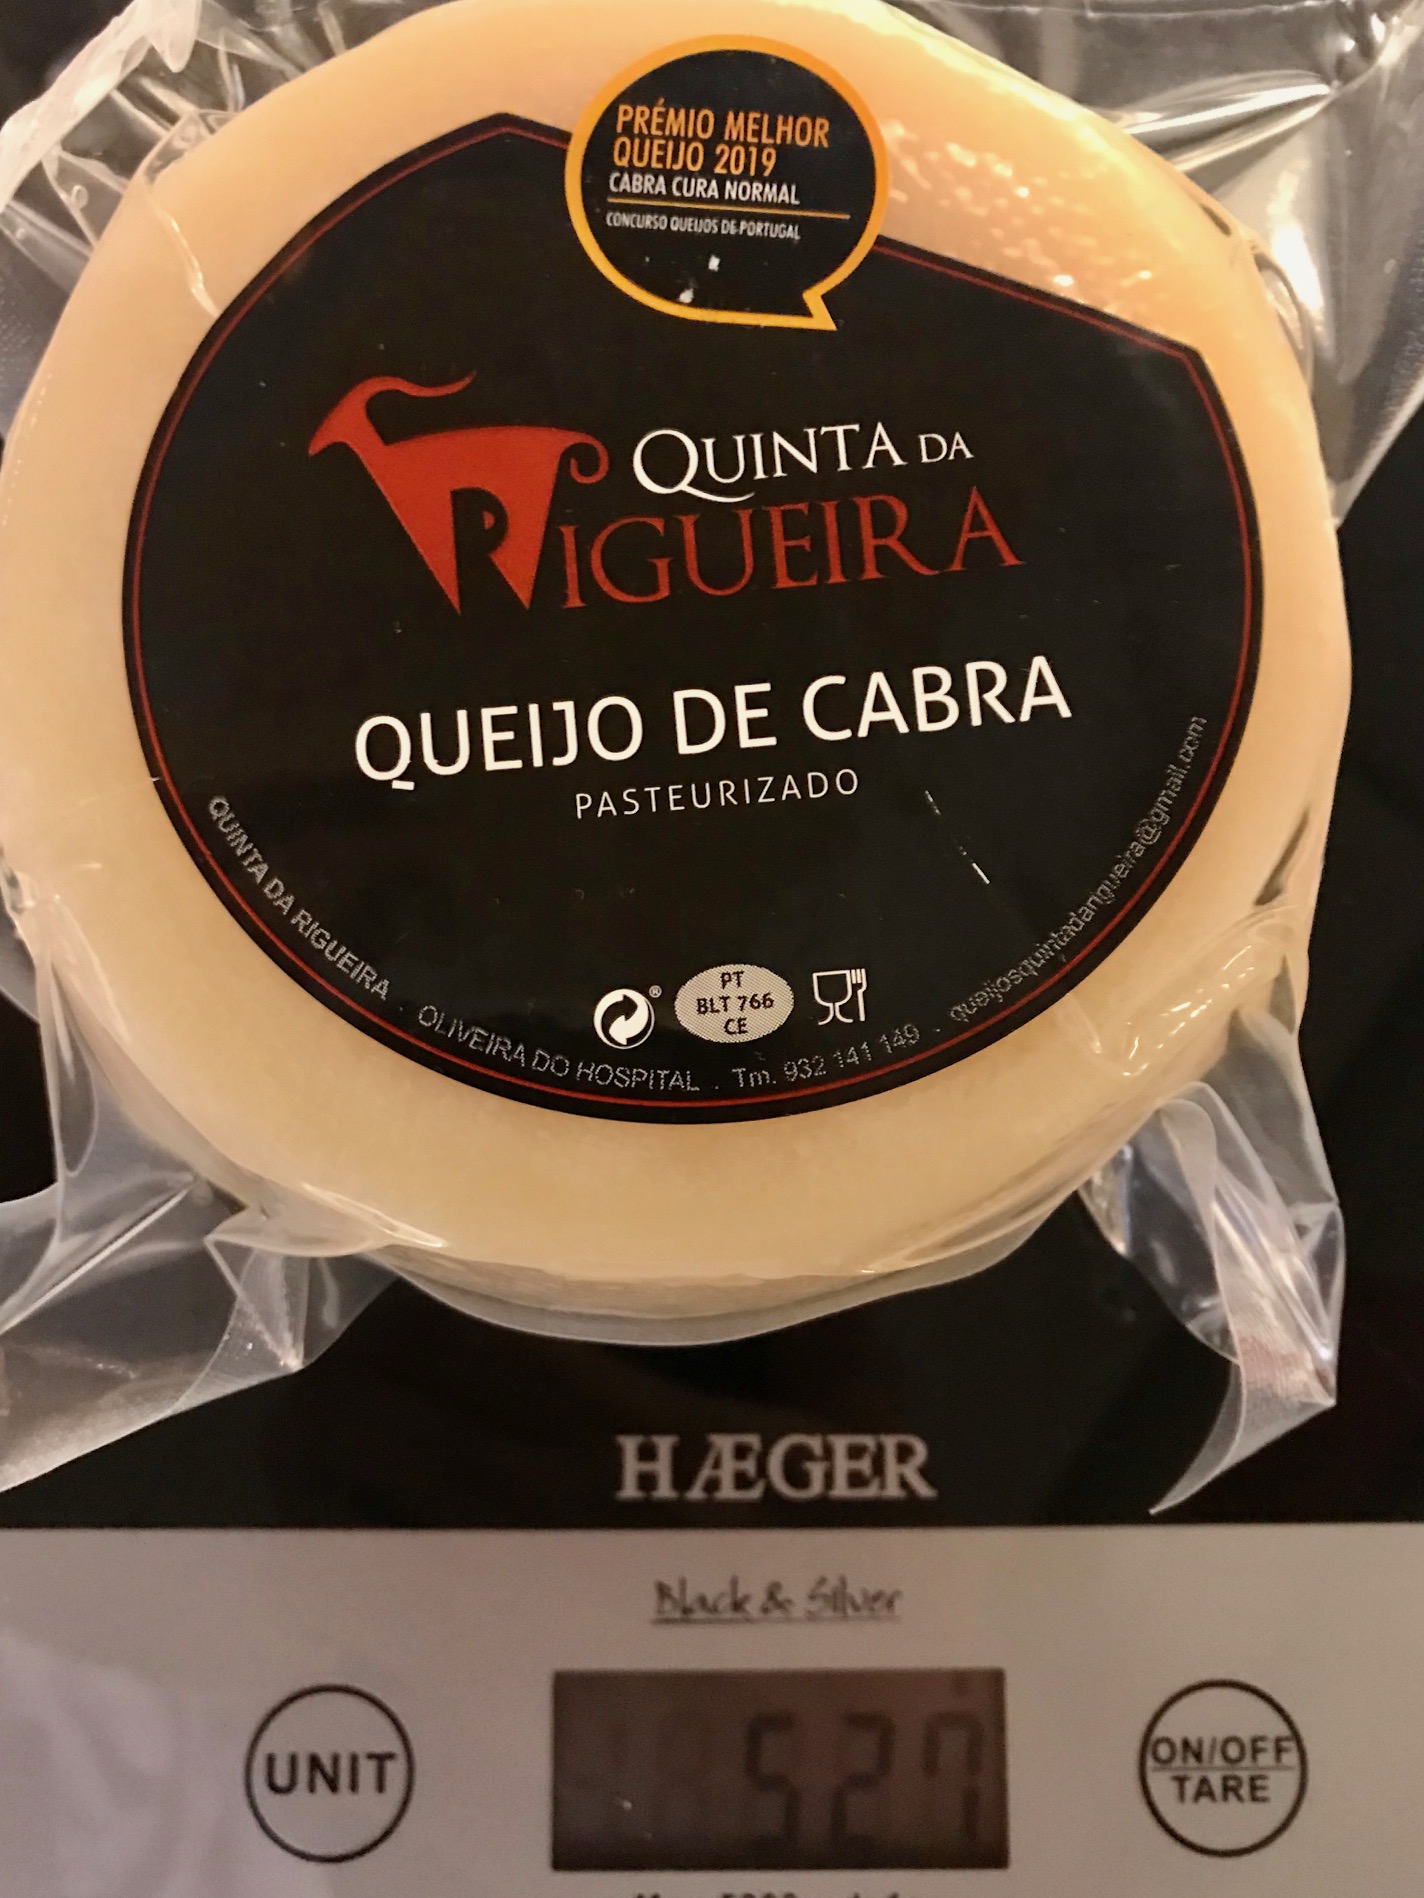 PRÉMIO MELHOR
QUEIJO 2019
CABRA CURA NORMAL
CONCURSO QUEIJOS DE PORTUGAL
QUINTA DA
RIGUEIRA
QUEIJO DE CABRA
PASTEURIZADO
PT
BLT 766
CE
QUINTA DA RIGUEIRA . OLIVEIRA DO HOSPITAL . Tm. 932 141 149 . queijosquintadarigueira@gmail.com
HÆGER
Black & Silver
UNIT
527
ON/OFF
TARE